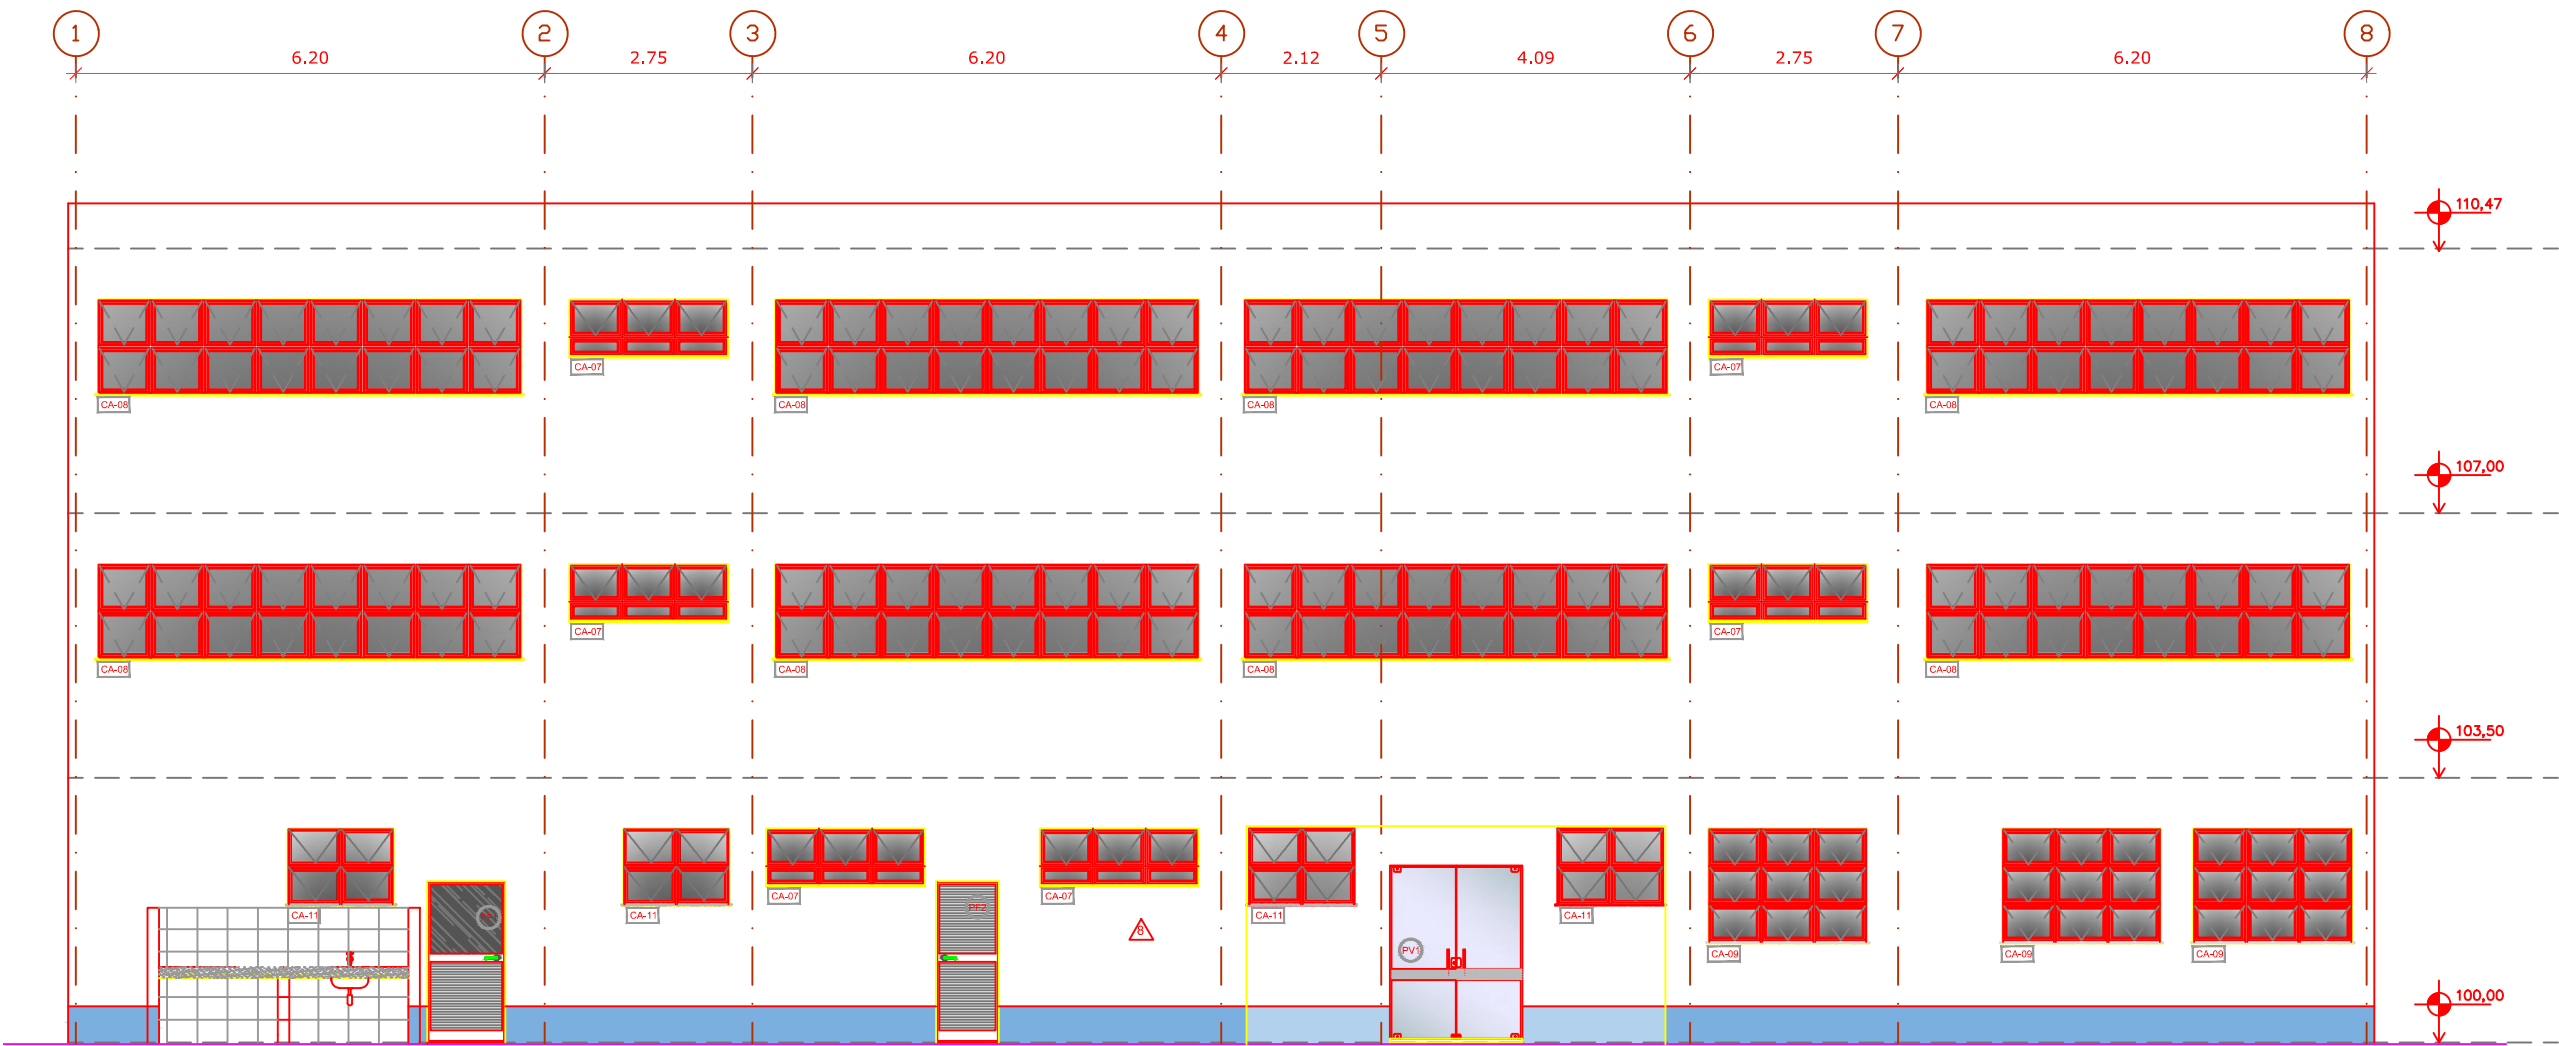 1 2 3 4 5 6 7 8
6.20 2.75 6.20 2.12 4.09 2.75 6.20
110,47
CA-07 CA-07
CA-08 CA-08 CA-08 CA-08
107,00
CA-07 CA-07
CA-08 CA-08 CA-08 CA-08
103,50
CA-07 CA-07
CA-11 CA-11 CA-11 CA-11
PF2
8
PV1
CA-09 CA-09 CA-09
100,00